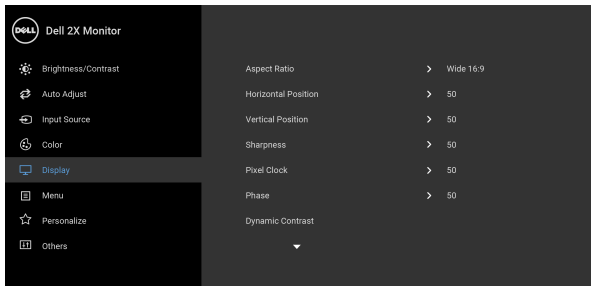 DELL Dell 2X Monitor
Brightness/Contrast
Auto Adjust
Input Source
Color
Display
Menu
Personalize
Others
Aspect Ratio Wide 16:9
Horizontal Position 50
Vertical Position 50
Sharpness 50
Pixel Clock 50
Phase 50
Dynamic Contrast